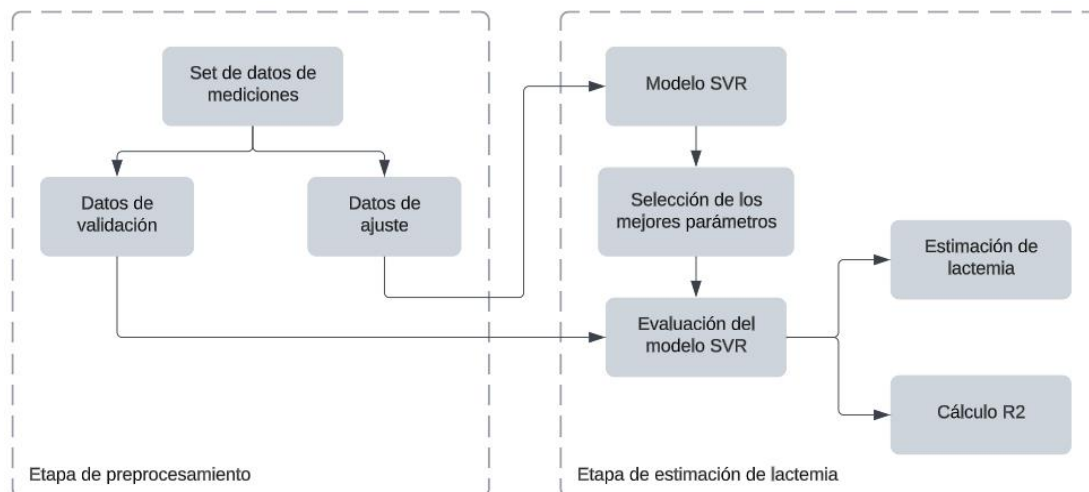 Set de datos de
mediciones
Datos de
validación
Datos de
ajuste
Etapa de preprocesamiento
Modelo SVR
Selección de los
mejores parámetros
Evaluación del
modelo SVR
Estimación de
lactemia
Cálculo R2
Etapa de estimación de lactemia